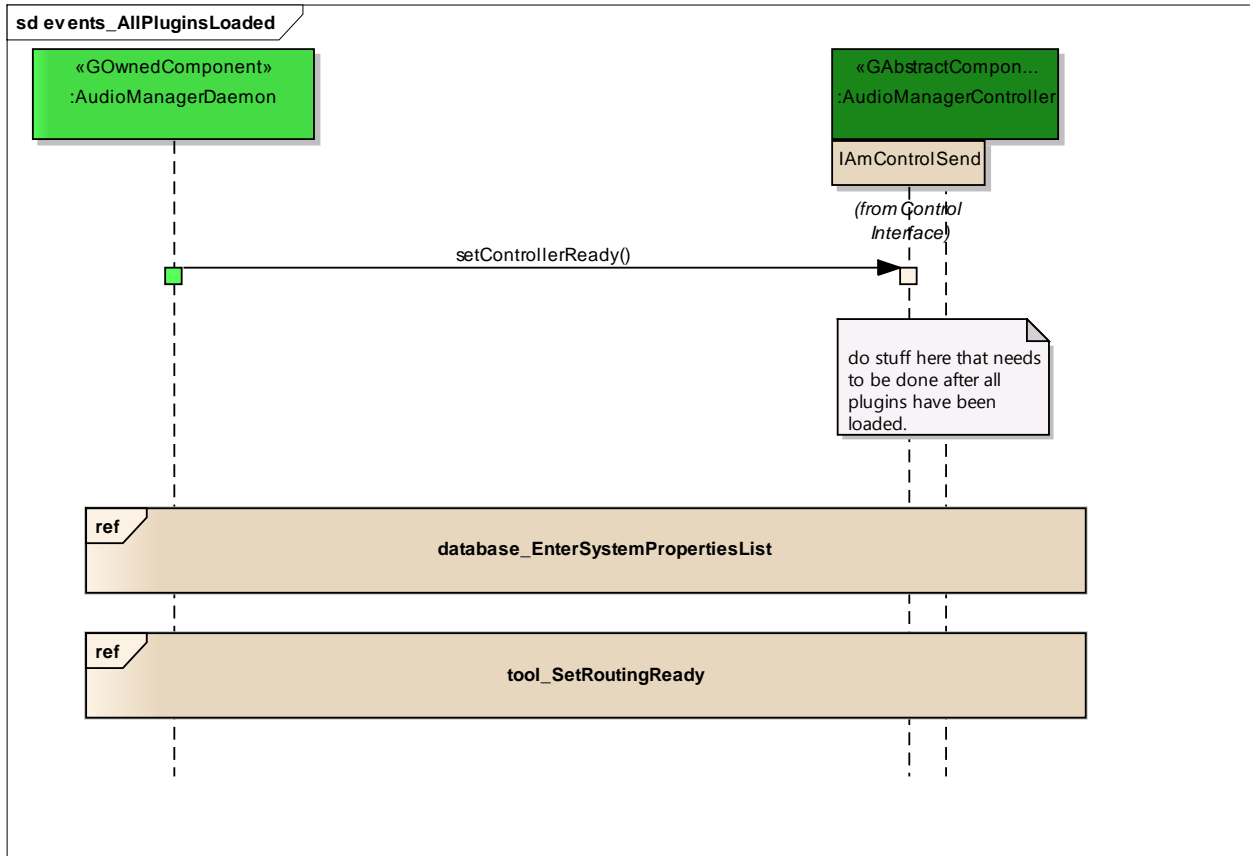 sd events_AllPluginsLoaded
«GOwnedComponent»
:AudioManagerDaemon
«GAbstractCompon...
:AudioManagerController
IAmControlSend
(from Control
Interface)
setControllerReady()
do stuff here that needs
to be done after all
plugins have been
loaded.
ref
database_EnterSystemPropertiesList
ref
tool_SetRoutingReady